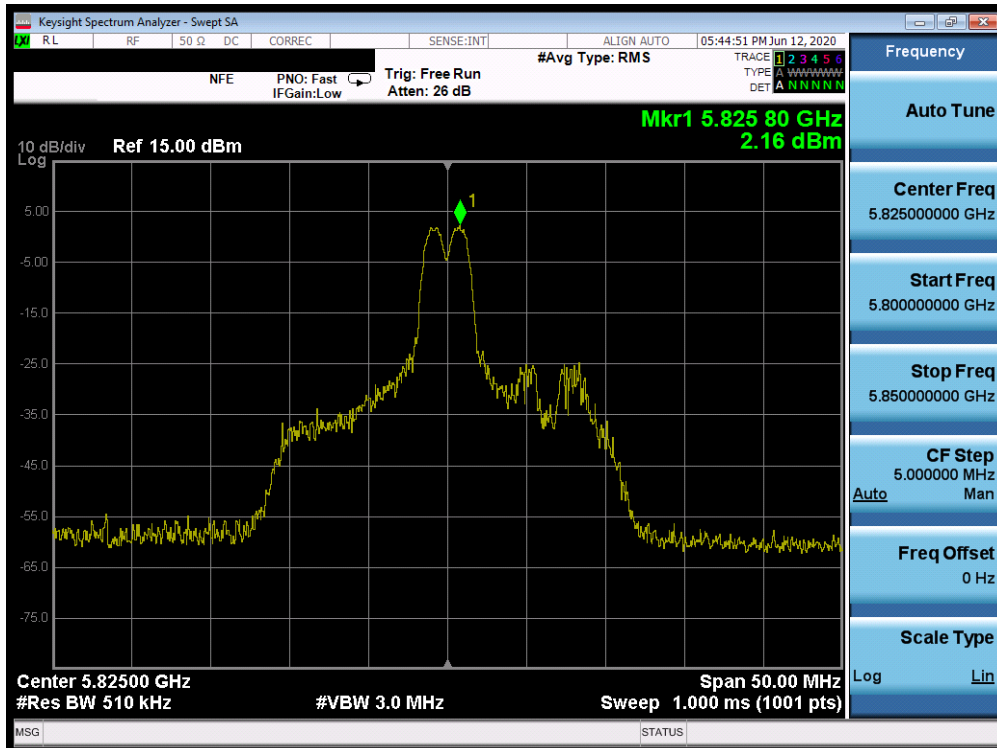 Keysight Spectrum Analyzer - Swept SA
LXI RL RF 50 Ω DC CORREC SENSE:INT ALIGN AUTO 05:44:51 PM Jun 12, 2020
#Avg Type: RMS TRACE 1 2 3 4 5 6
NFE PNO: Fast Trig: Free Run TYPE A WWWWW
IFGain:Low Atten: 26 dB DET A N N N N N
Mkr1 5.825 80 GHz
2.16 dBm
10 dB/div Ref 15.00 dBm
Log
1
5.00
-5.00
-15.0
-25.0
-35.0
-45.0
-55.0
-65.0
-75.0
Center 5.82500 GHz Span 50.00 MHz
#Res BW 510 kHz #VBW 3.0 MHz Sweep 1.000 ms (1001 pts)
MSG STATUS
Frequency
Auto Tune
Center Freq
5.825000000 GHz
Start Freq
5.800000000 GHz
Stop Freq
5.850000000 GHz
CF Step
5.000000 MHz
Auto Man
Freq Offset
0 Hz
Scale Type
Log Lin